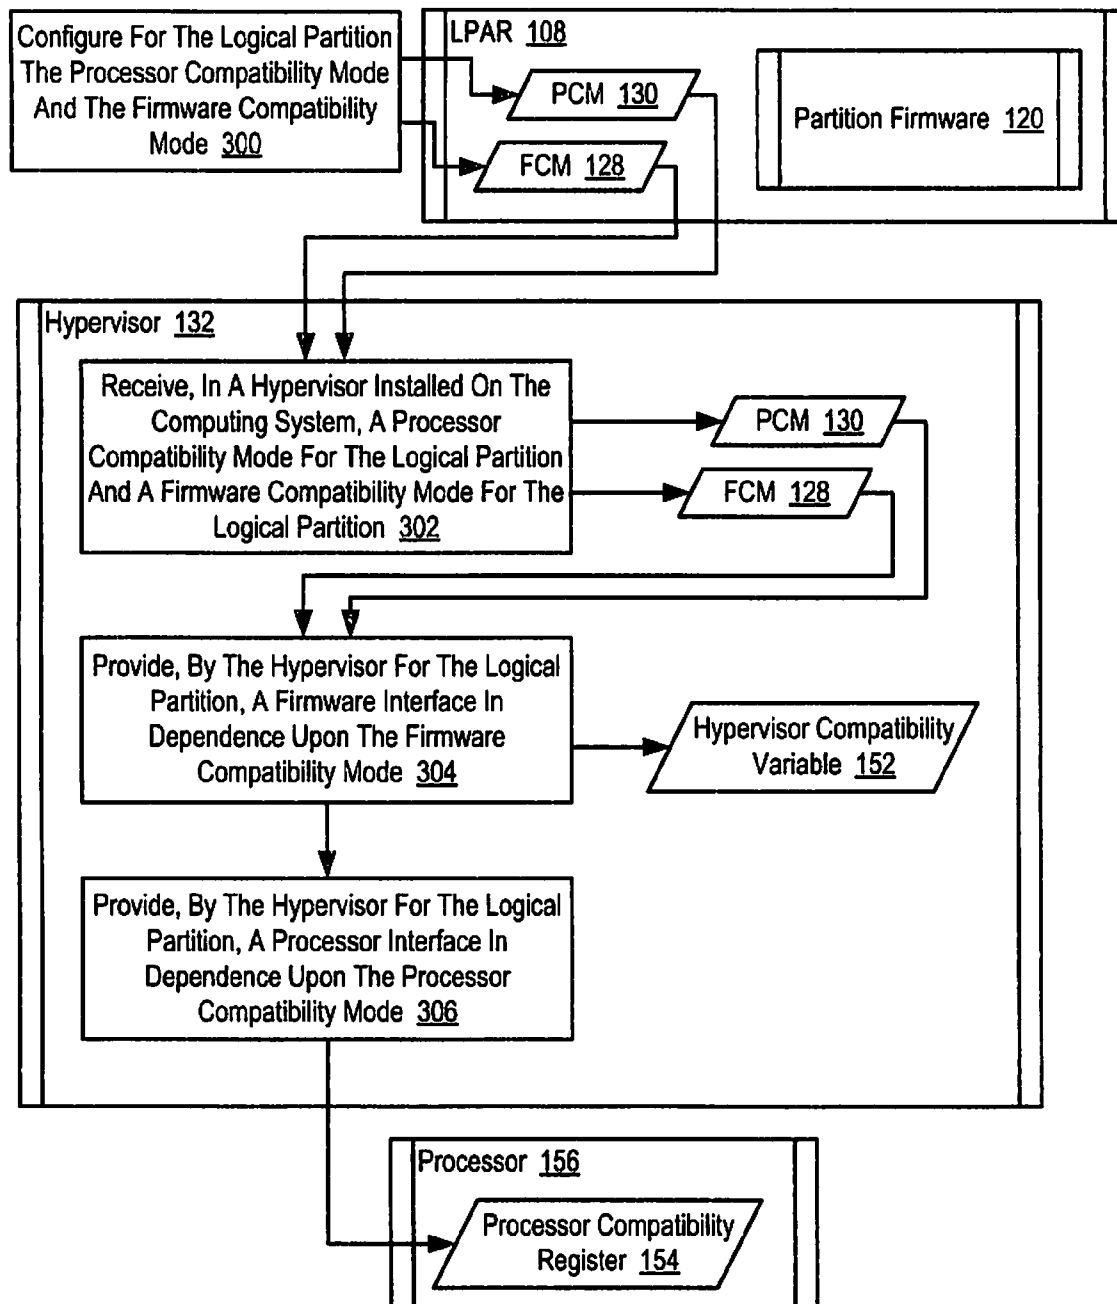 Configure For The Logical Partition
The Processor Compatibility Mode
And The Firmware Compatibility
Mode 300
LPAR 108
PCM 130
FCM 128
Partition Firmware 120
Hypervisor 132
Receive, In A Hypervisor Installed On The
Computing System, A Processor
Compatibility Mode For The Logical Partition
And A Firmware Compatibility Mode For The
Logical Partition 302
PCM 130
FCM 128
Provide, By The Hypervisor For The Logical
Partition, A Firmware Interface In
Dependence Upon The Firmware
Compatibility Mode 304
Hypervisor Compatibility
Variable 152
Provide, By The Hypervisor For The Logical
Partition, A Processor Interface In
Dependence Upon The Processor
Compatibility Mode 306
Processor 156
Processor Compatibility
Register 154